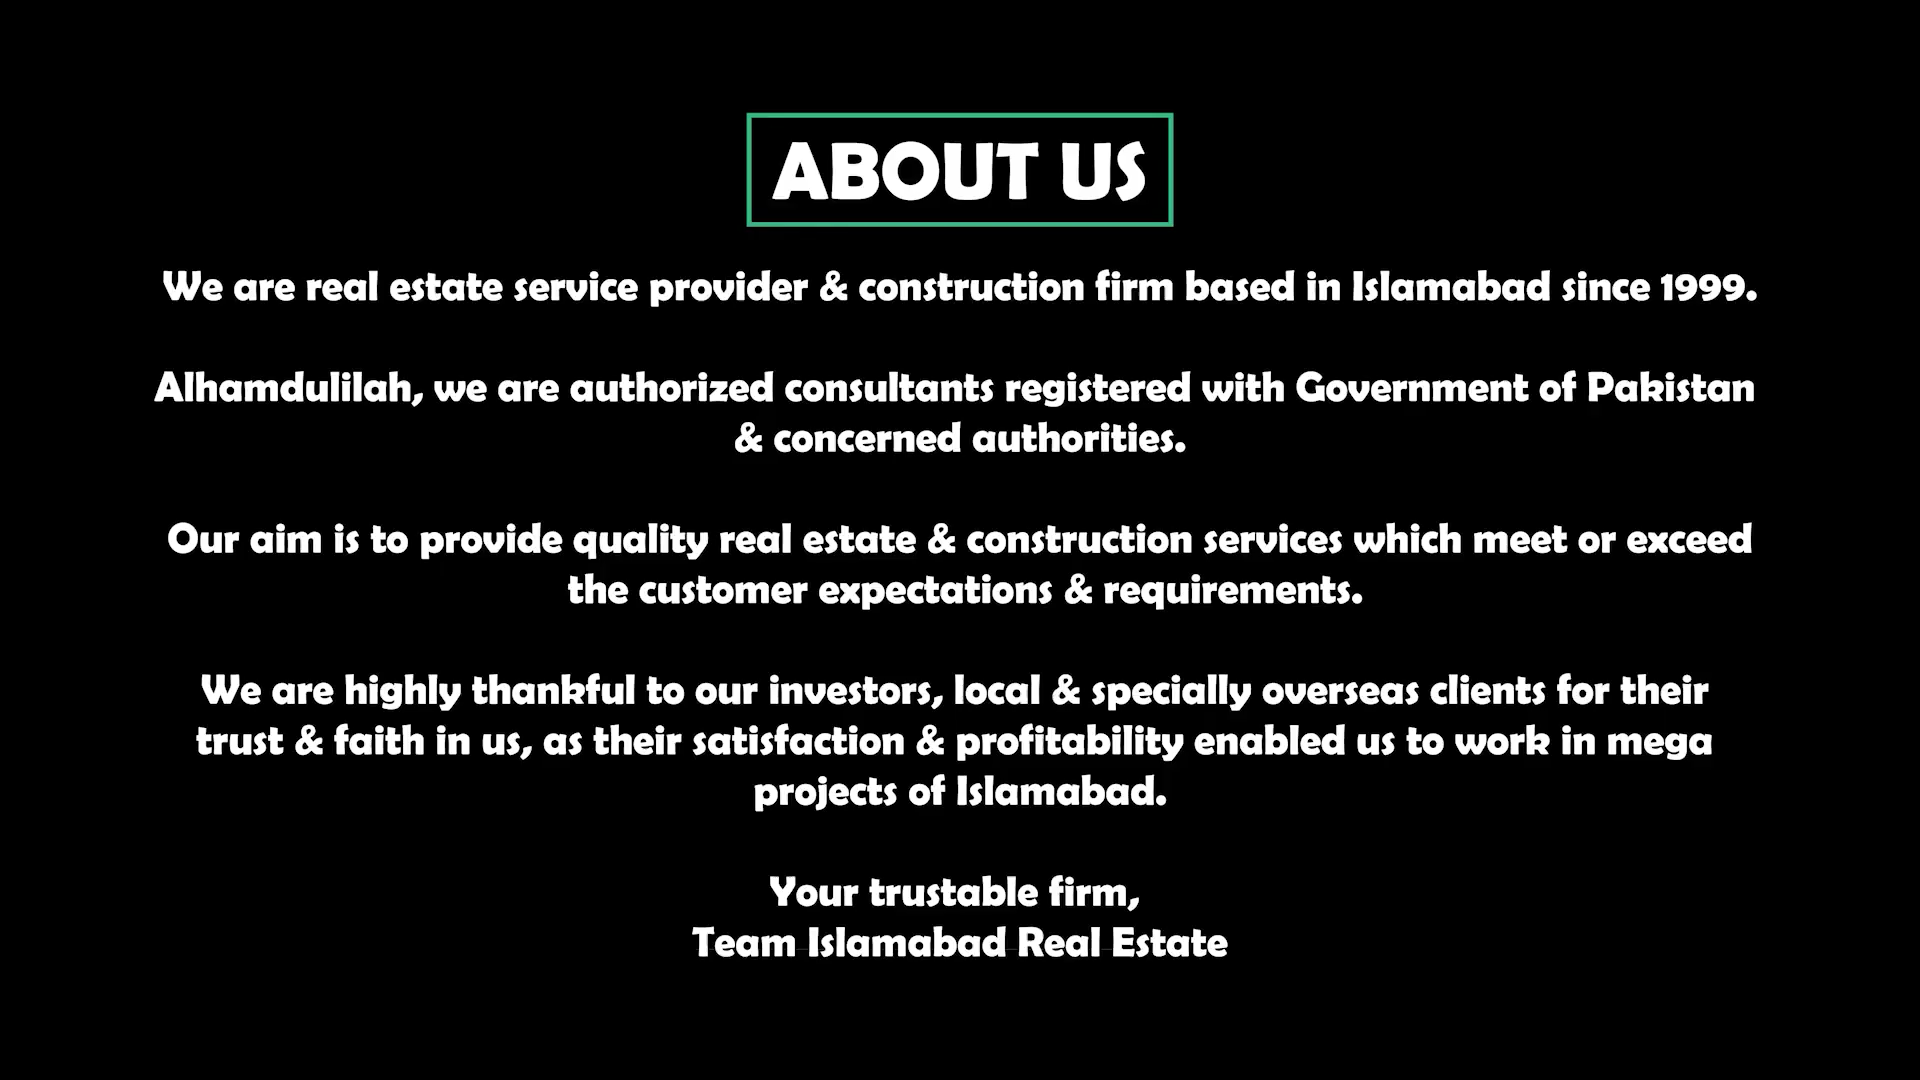 ABOUT US
We are real estate service provider & construction firm based in Islamabad since 1999.
Alhamdulilah, we are authorized consultants registered with Government of Pakistan
& concerned authorities.
Our aim is to provide quality real estate & construction services which meet or exceed
the customer expectations & requirements.
We are highly thankful to our investors, local & specially overseas clients for their
trust & faith in us, as their satisfaction & profitability enabled us to work in mega
projects of Islamabad.
Your trustable firm,
Team Islamabad Real Estate